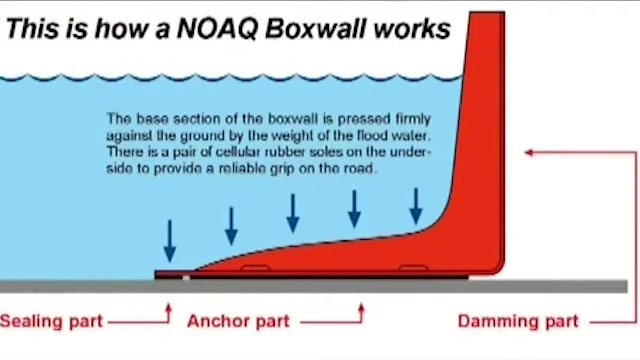 This is how a NOAQ Boxwall works
The base section of the boxwall is pressed firmly
against the ground by the weight of the flood water.
There is a pair of cellular rubber soles on the under-
side to provide a reliable grip on the road.
Sealing part
Anchor part
Damming part